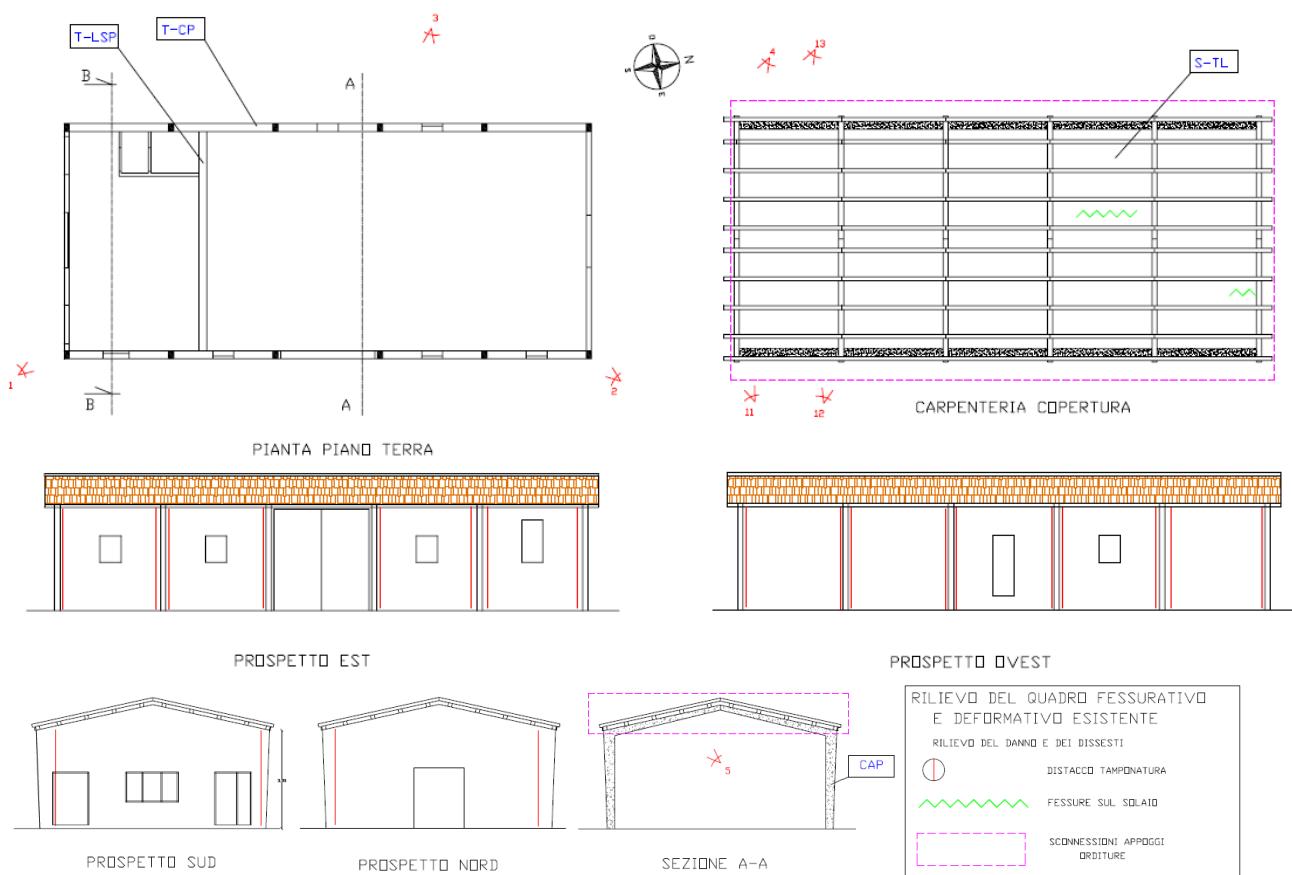 T-LSP
T-CP
3
4
13
S-TL
O
N
S
E
B
A
1
2
B
A
11
12
CARPENTERIA COPERTURA
PIANTA PIANO TERRA
PROSPETTO EST
PROSPETTO OVEST
RILIEVO DEL QUADRO FESSURATIVO
E DEFORMATIVO ESISTENTE
RILIEVO DEL DANNO E DEI DISSESTI
DISTACCO TAMPONATURA
FESSURE SUL SOLAIO
SCONNESSIONI APPOGGI
ORDITURE
5
CAP
PROSPETTO SUD
PROSPETTO NORD
SEZIONE A-A